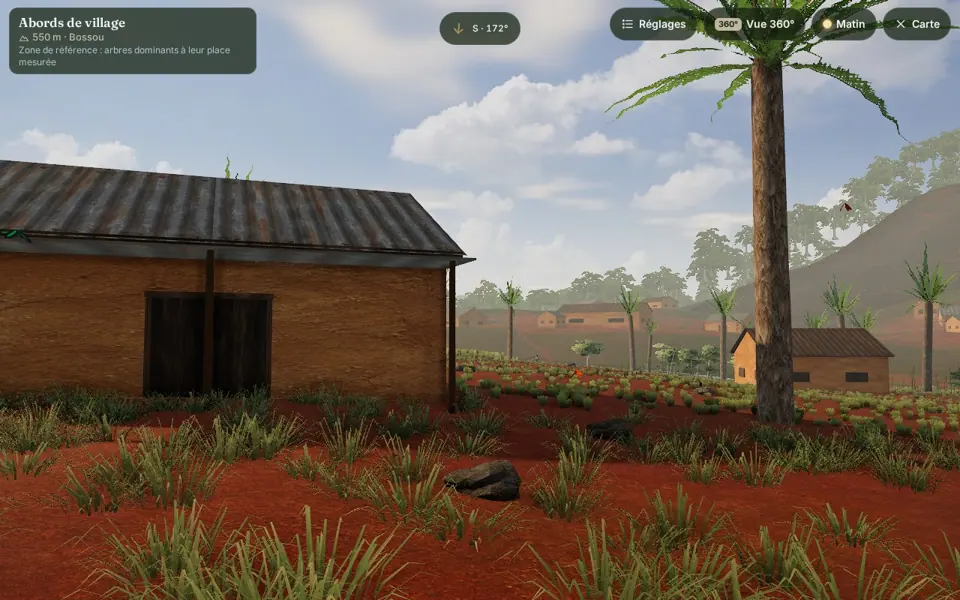 Abords de village
550 m · Bossou
Zone de référence : arbres dominants à leur place
mesurée
S · 172°
Réglages
360° Vue 360°
Matin
Carte